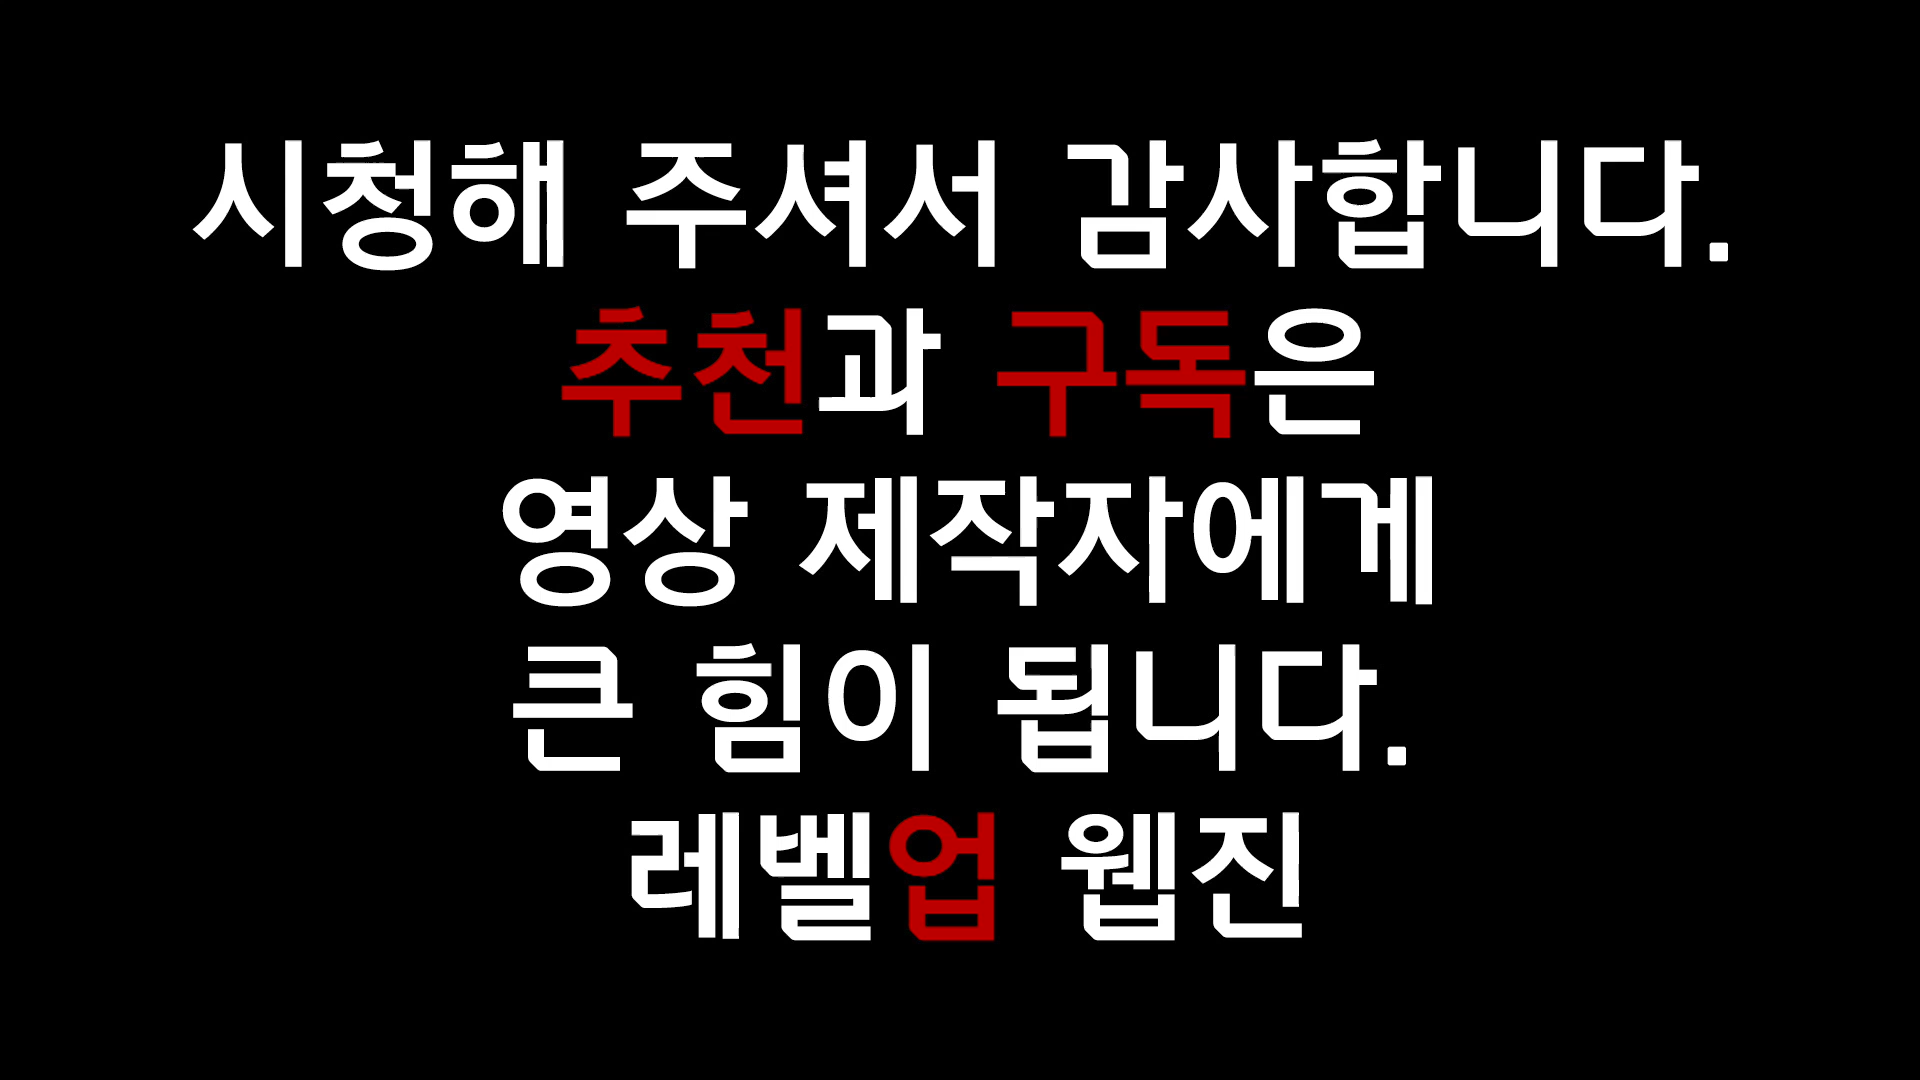 시청해 주셔서 감사합니다.
추천과 구독은
영상 제작자에게
큰 힘이 됩니다.
레벨업 웹진